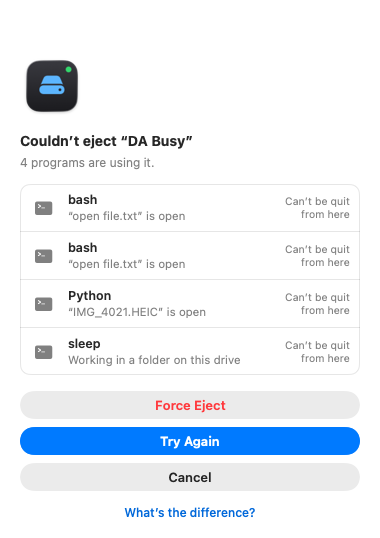 Couldn’t eject “DA Busy”
4 programs are using it.
bash
“open file.txt” is open
Can’t be quit
from here
bash
“open file.txt” is open
Can’t be quit
from here
Python
“IMG_4021.HEIC” is open
Can’t be quit
from here
sleep
Working in a folder on this drive
Can’t be quit
from here
Force Eject
Try Again
Cancel
What’s the difference?